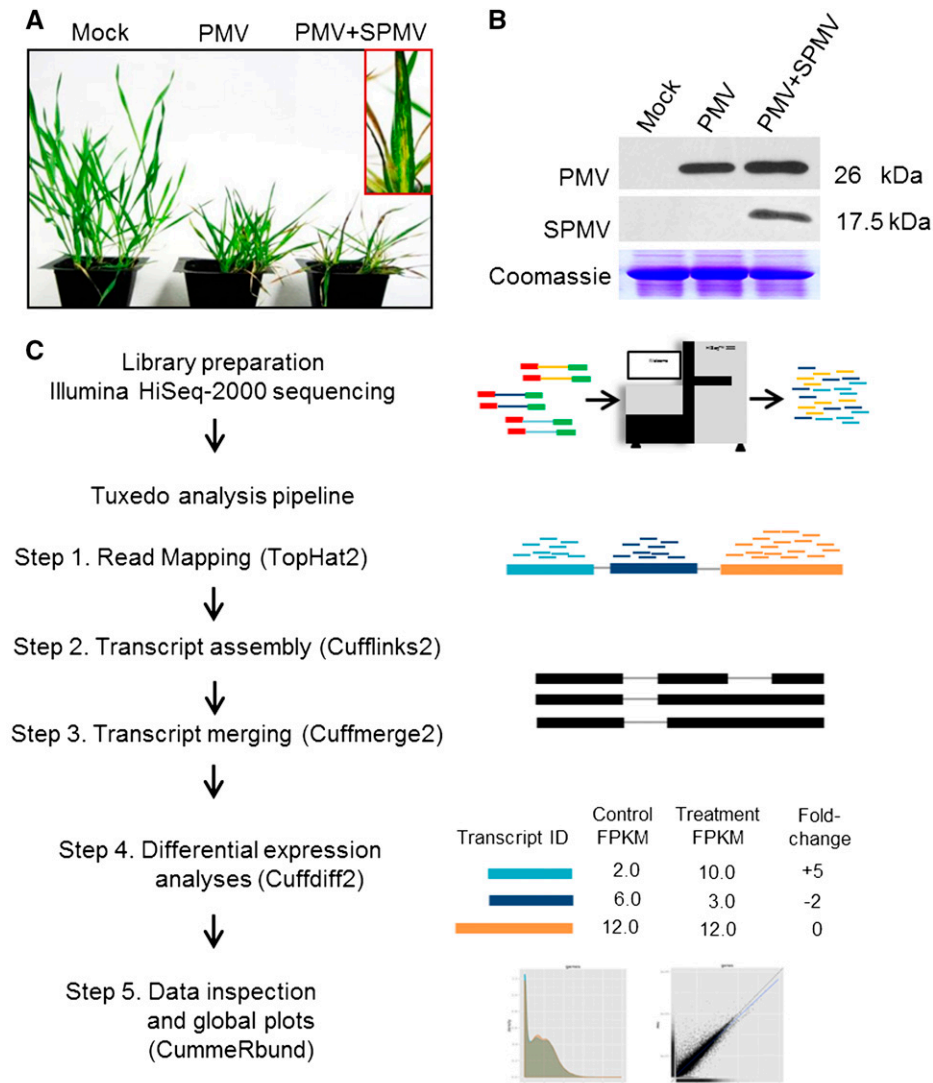 A
Mock PMV PMV+SPMV
B
Mock PMV PMV+SPMV
PMV 26 kDa
SPMV 17.5 kDa
Coomassie
C
Library preparation
Illumina HiSeq-2000 sequencing
Tuxedo analysis pipeline
Step 1. Read Mapping (TopHat2)
Step 2. Transcript assembly (Cufflinks2)
Step 3. Transcript merging (Cuffmerge2)
Step 4. Differential expression
analyses (Cuffdiff2)
Step 5. Data inspection
and global plots
(CummeRbund)
Transcript ID Control FPKM Treatment FPKM Fold-change
2.0 10.0 +5
6.0 3.0 -2
12.0 12.0 0
genes
genes